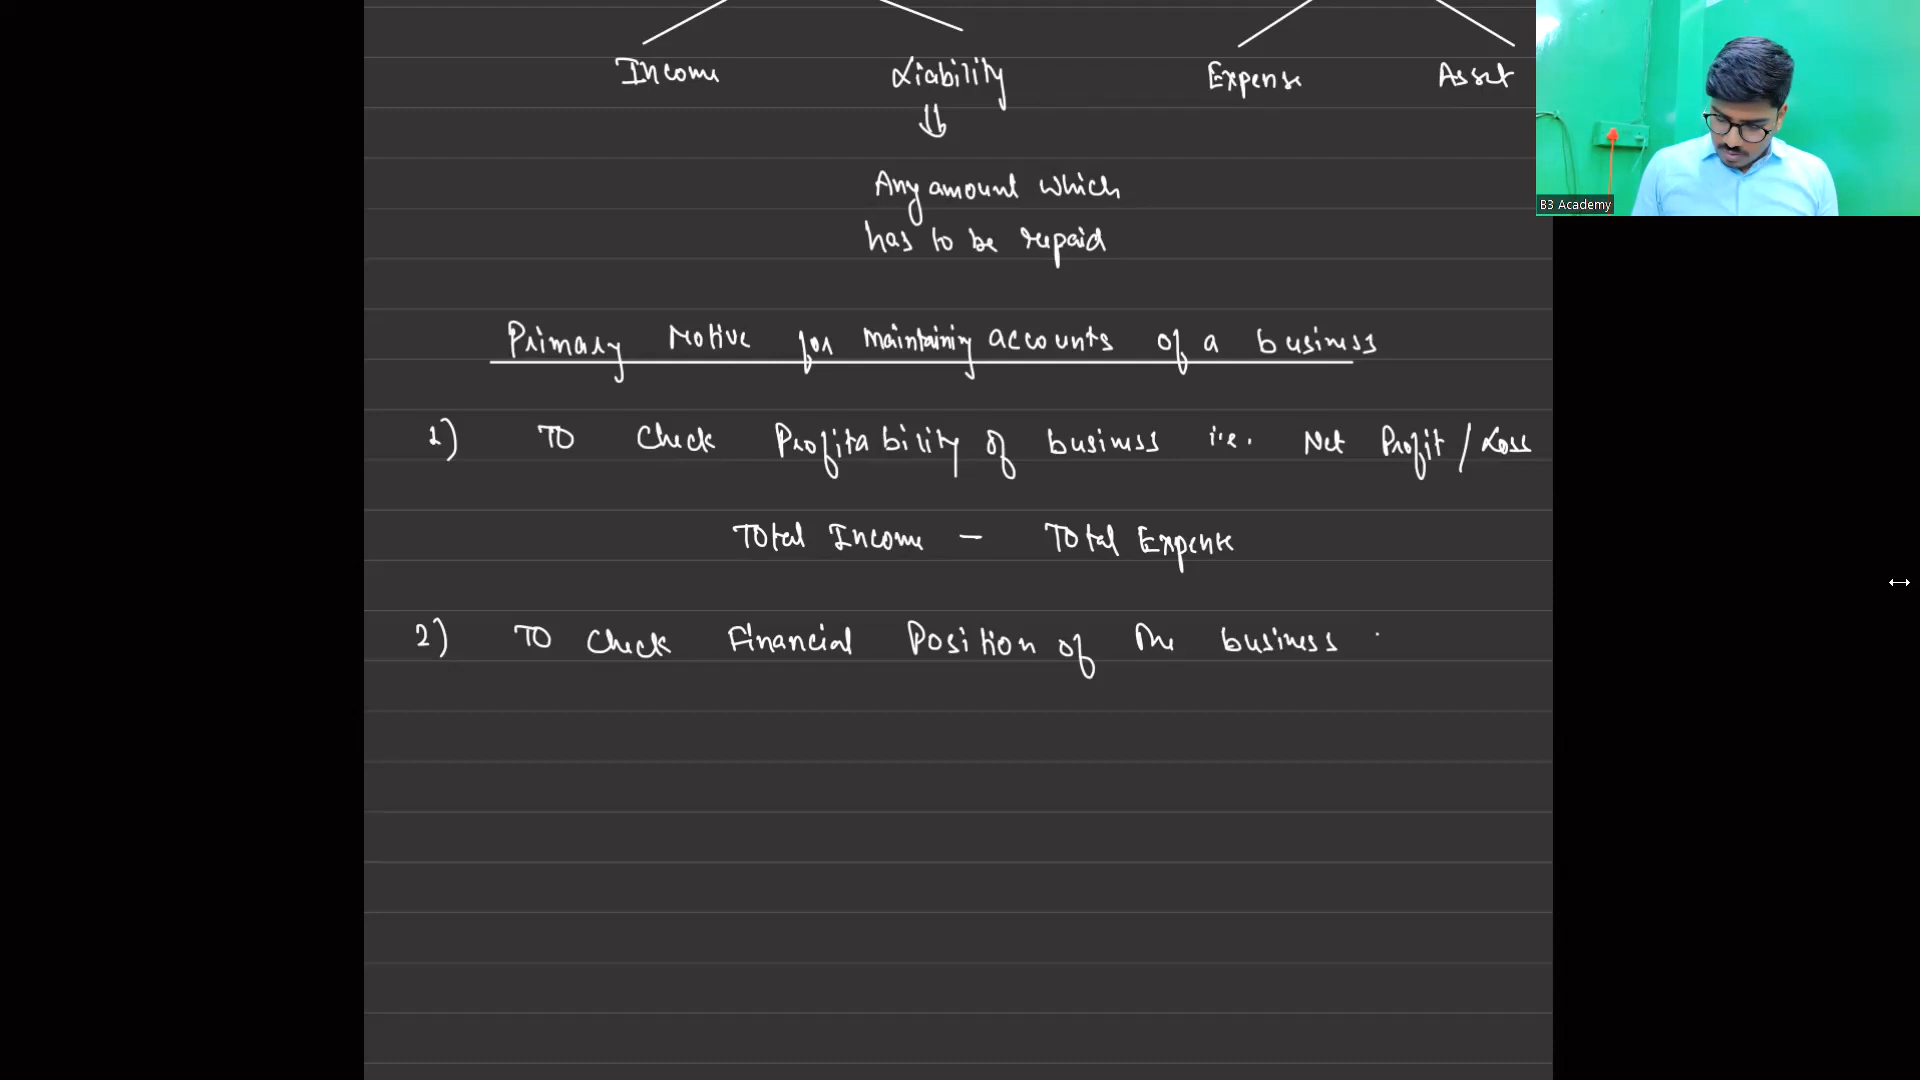 Income Liability Expense Asset
B3 Academy
Any amount which
has to be repaid
Primary Motive for Maintaining accounts of a business
1) To Check Profitability of business i.e. Net Profit / Loss
Total Income - Total Expense
2) To Check Financial Position of the business .